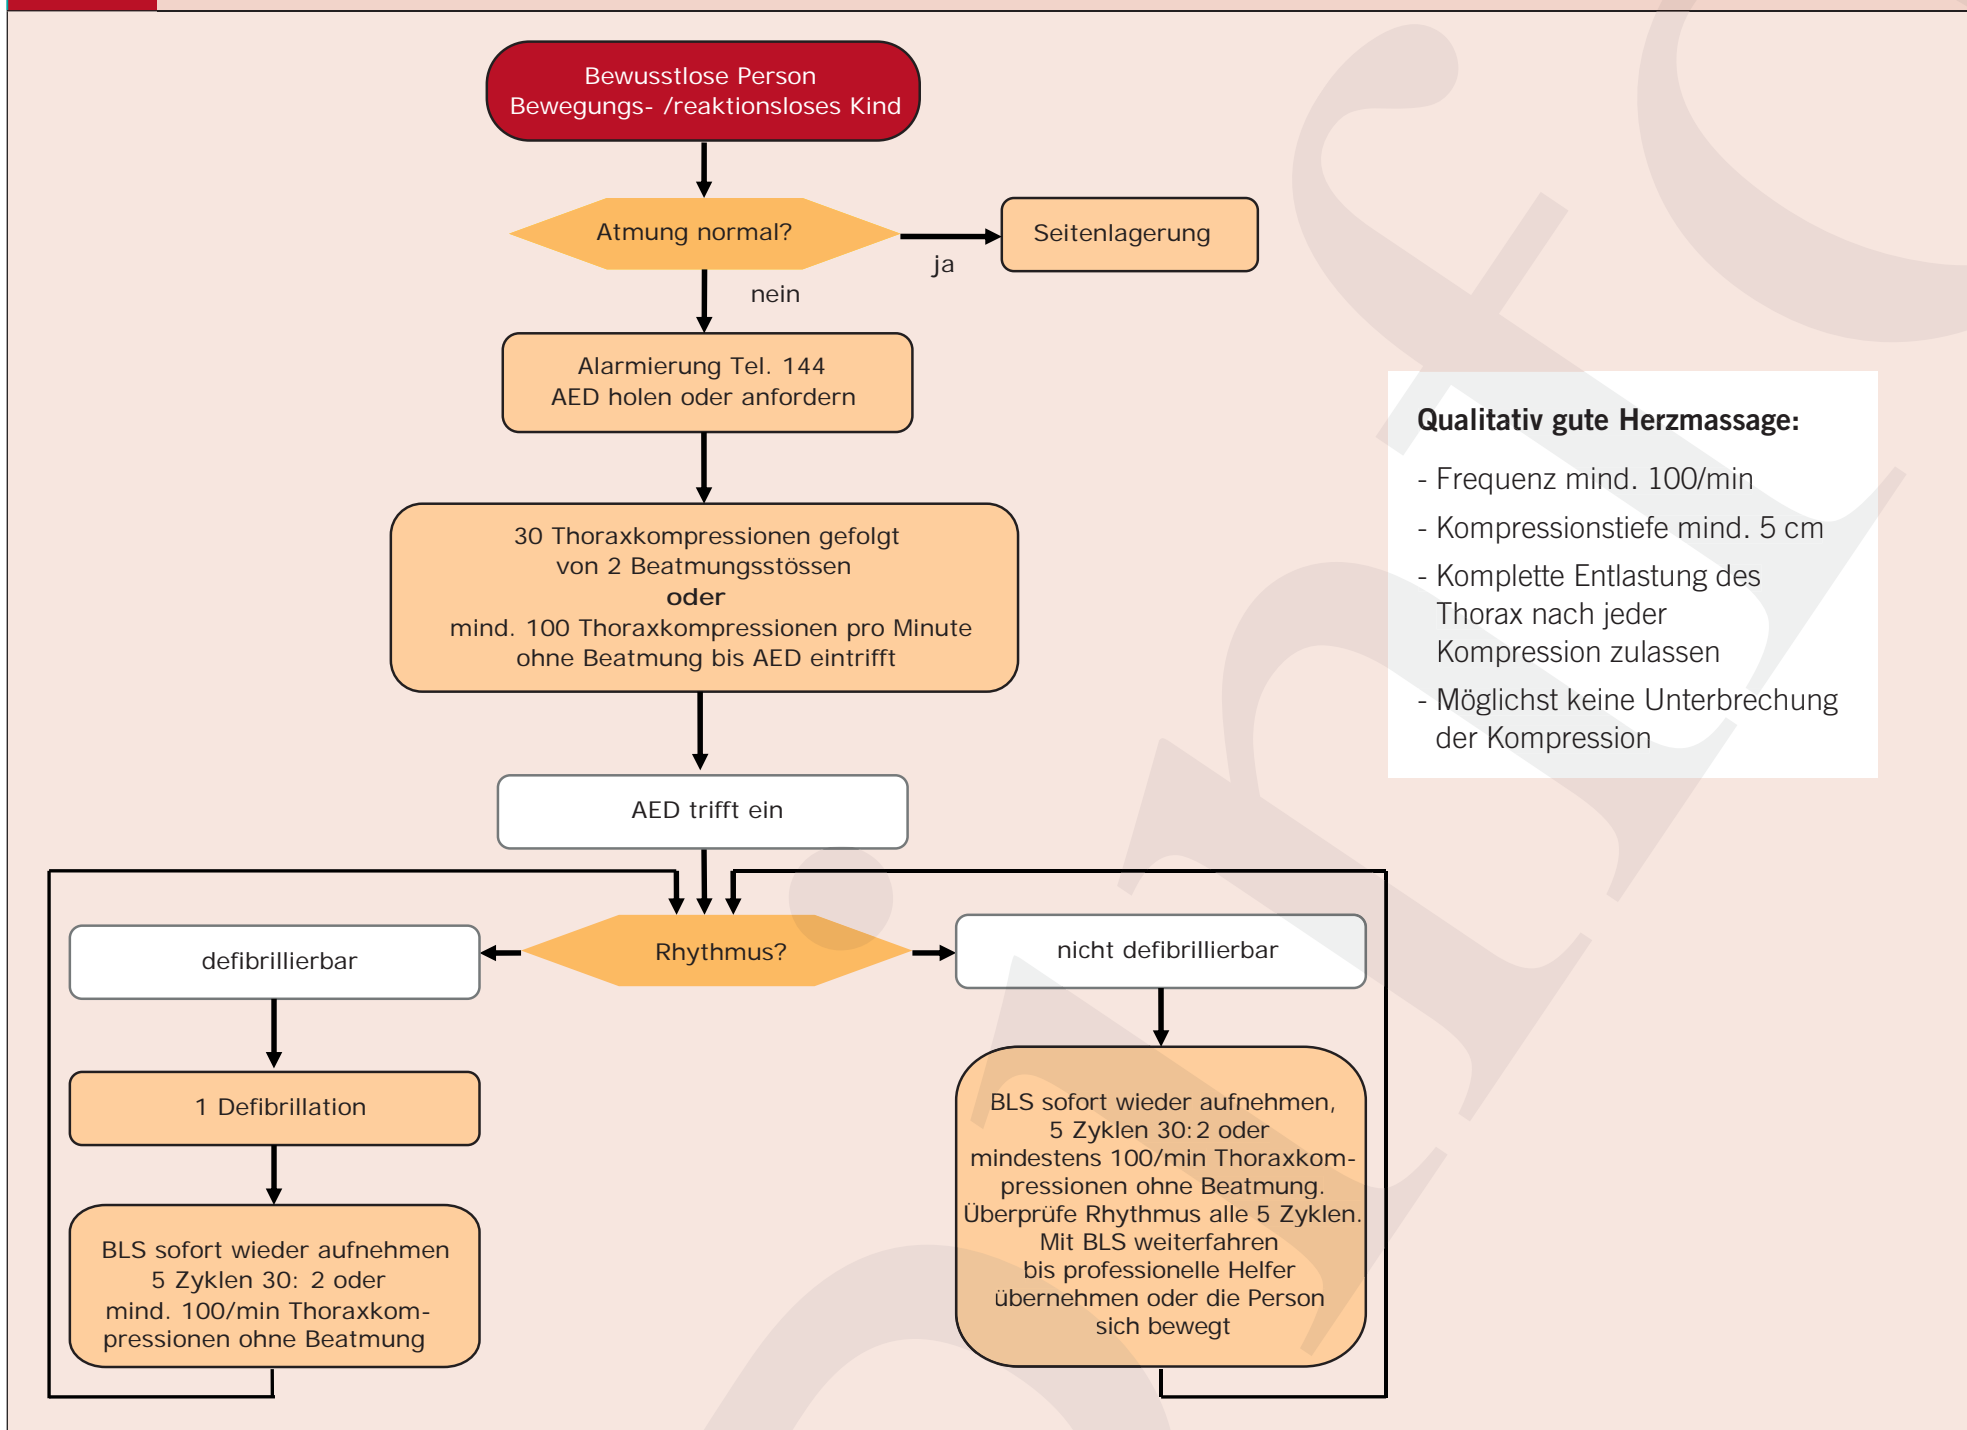 Bewusstlose Person
Bewegungs- /reaktionsloses Kind
Atmung normal?
ja
Seitenlagerung
nein
Alarmierung Tel. 144
AED holen oder anfordern
30 Thoraxkompressionen gefolgt
von 2 Beatmungsstössen
oder
mind. 100 Thoraxkompressionen pro Minute
ohne Beatmung bis AED eintrifft
Qualitativ gute Herzmassage:
- Frequenz mind. 100/min
- Kompressionstiefe mind. 5 cm
- Komplette Entlastung des
Thorax nach jeder
Kompression zulassen
- Möglichst keine Unterbrechung
der Kompression
AED trifft ein
Rhythmus?
defibrillierbar
1 Defibrillation
BLS sofort wieder aufnehmen
5 Zyklen 30: 2 oder
mind. 100/min Thoraxkom-
pressionen ohne Beatmung
nicht defibrillierbar
BLS sofort wieder aufnehmen,
5 Zyklen 30:2 oder
mindestens 100/min Thoraxkom-
pressionen ohne Beatmung.
Überprüfe Rhythmus alle 5 Zyklen.
Mit BLS weiterfahren
bis professionelle Helfer
übernehmen oder die Person
sich bewegt